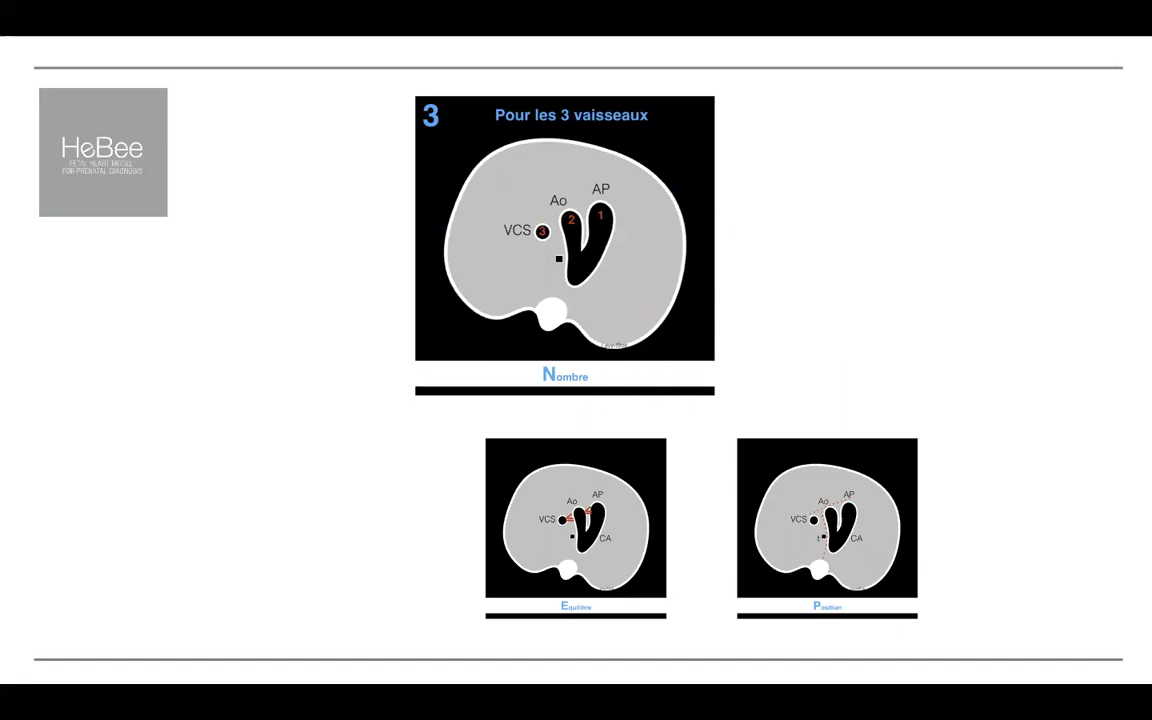 HeBee
FETAL HEART MODEL
FOR PRENATAL DIAGNOSIS
3 Pour les 3 vaisseaux
AP
Ao
1
2
VCS 3
Nombre
Ao AP
VCS
CA
Equilibre
Ao AP
VCS
t CA
Position